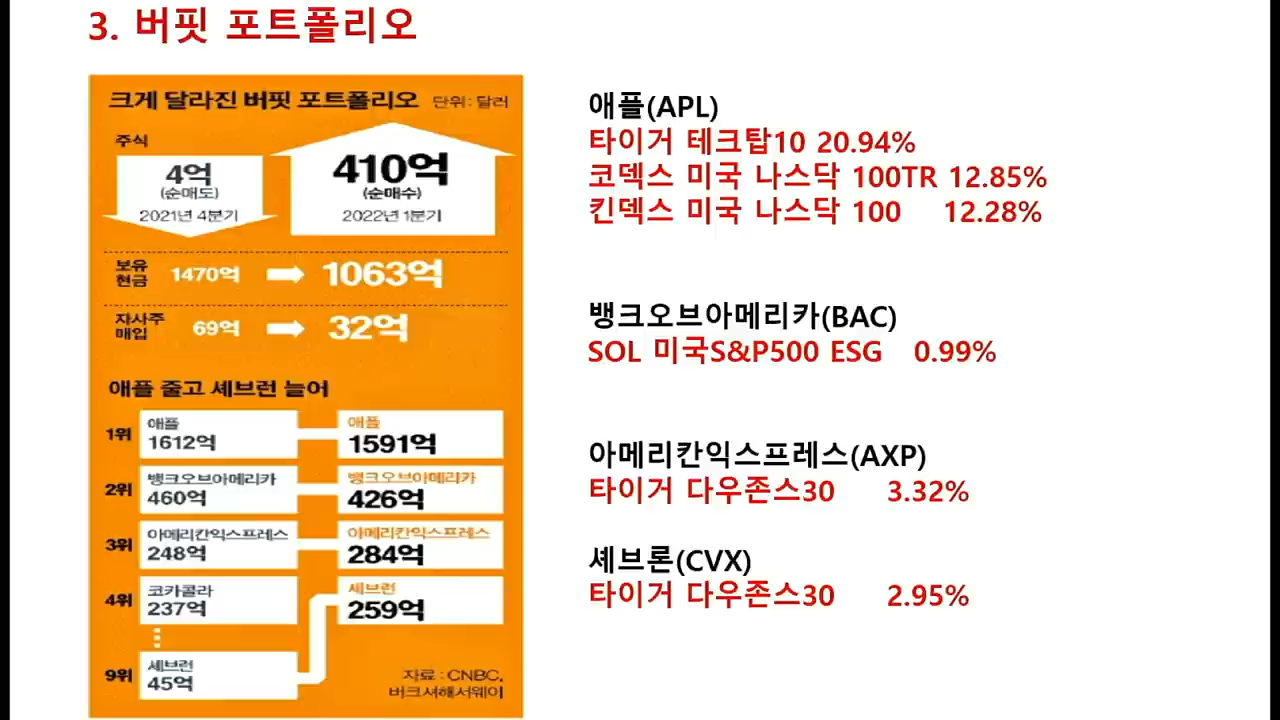 3. 버핏 포트폴리오
크게 달라진 버핏 포트폴리오 단위: 달러
주식
4억
(순매도)
2021년 4분기
410억
(순매수)
2022년 1분기
보유
현금
1470억
1063억
자사주
매입
69억
32억
애플 줄고 셰브런 늘어
1위
애플
1612억
애플
1591억
2위
뱅크오브아메리카
460억
뱅크오브아메리카
426억
3위
아메리칸익스프레스
248억
아메리칸익스프레스
284억
4위
코카콜라
237억
셰브런
259억
9위
셰브런
45억
자료 : CNBC,
버크셔해서웨이
애플(APL)
타이거 테크탑10 20.94%
코덱스 미국 나스닥 100TR 12.85%
킨덱스 미국 나스닥 100 12.28%
뱅크오브아메리카(BAC)
SOL 미국S&P500 ESG 0.99%
아메리칸익스프레스(AXP)
타이거 다우존스30 3.32%
셰브론(CVX)
타이거 다우존스30 2.95%